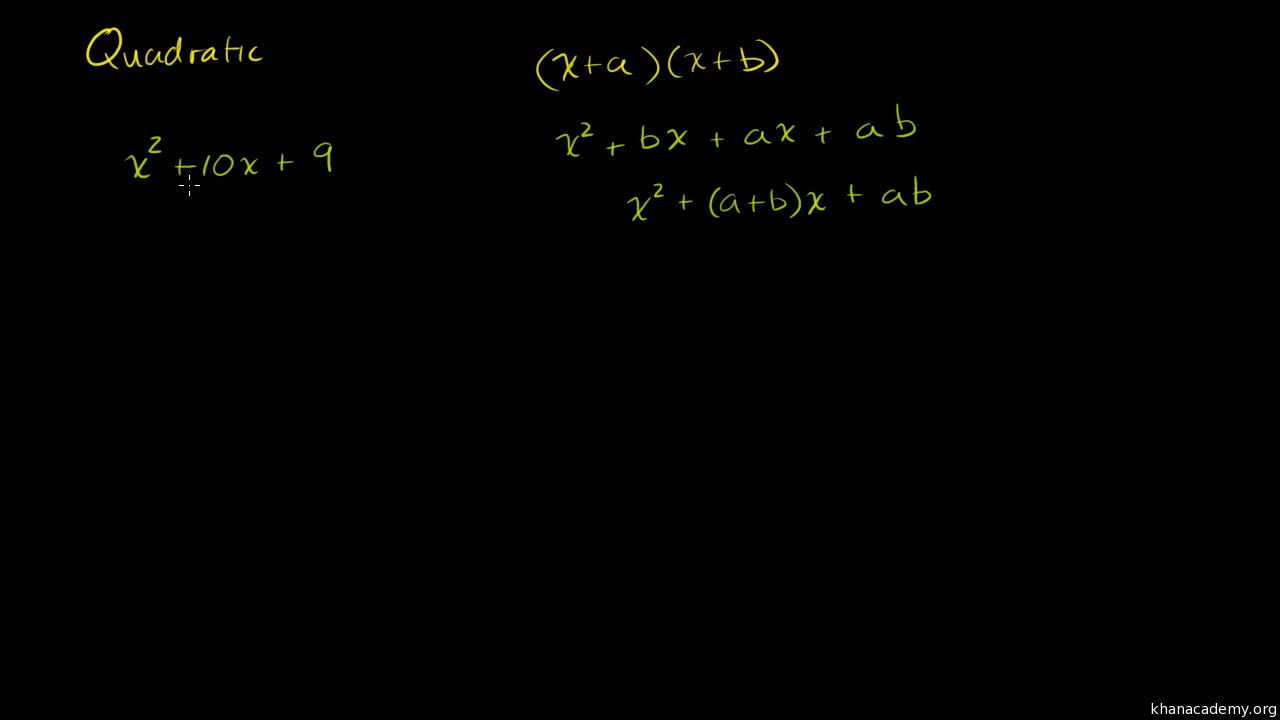 Quadratic
(x+a)(x+b)
x² + bx + ax + ab
x² +10x + 9
x² + (a+b)x + ab
khanacademy.org